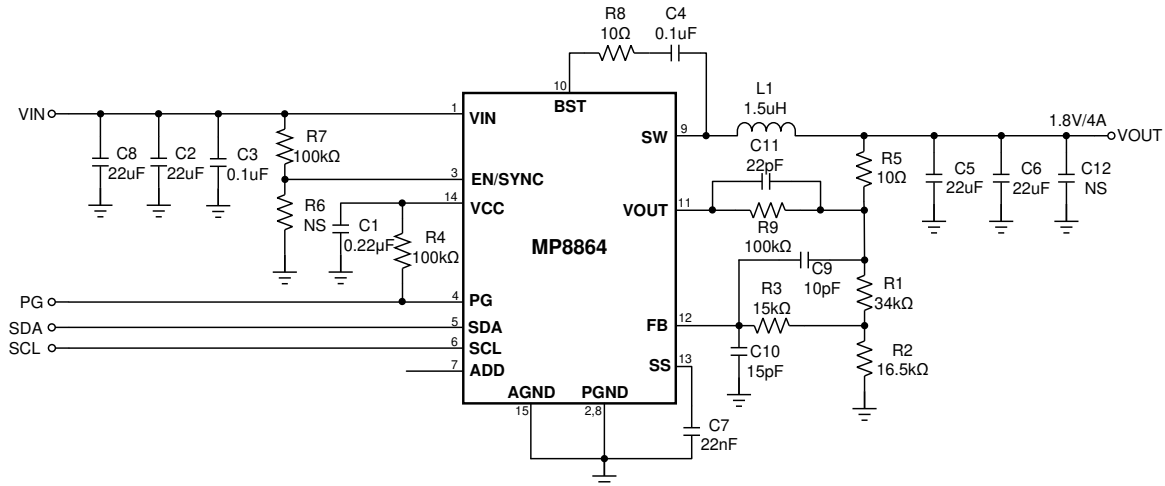 R8
10Ω
C4
0.1uF
10
BST
VIN
1
VIN
R7
100kΩ
C8
22uF
C2
22uF
C3
0.1uF
3
EN/SYNC
R6
NS
14
VCC
C1
0.22µF
R4
100kΩ
MP8864
PG
4
PG
SDA
5
SDA
SCL
6
SCL
7
ADD
AGND
15
PGND
2,8
SW
9
L1
1.5uH
C11
22pF
VOUT
11
R9
100kΩ
R5
10Ω
1.8V/4A
VOUT
C5
22uF
C6
22uF
C12
NS
C9
10pF
R1
34kΩ
R3
15kΩ
FB
12
C10
15pF
R2
16.5kΩ
SS
13
C7
22nF